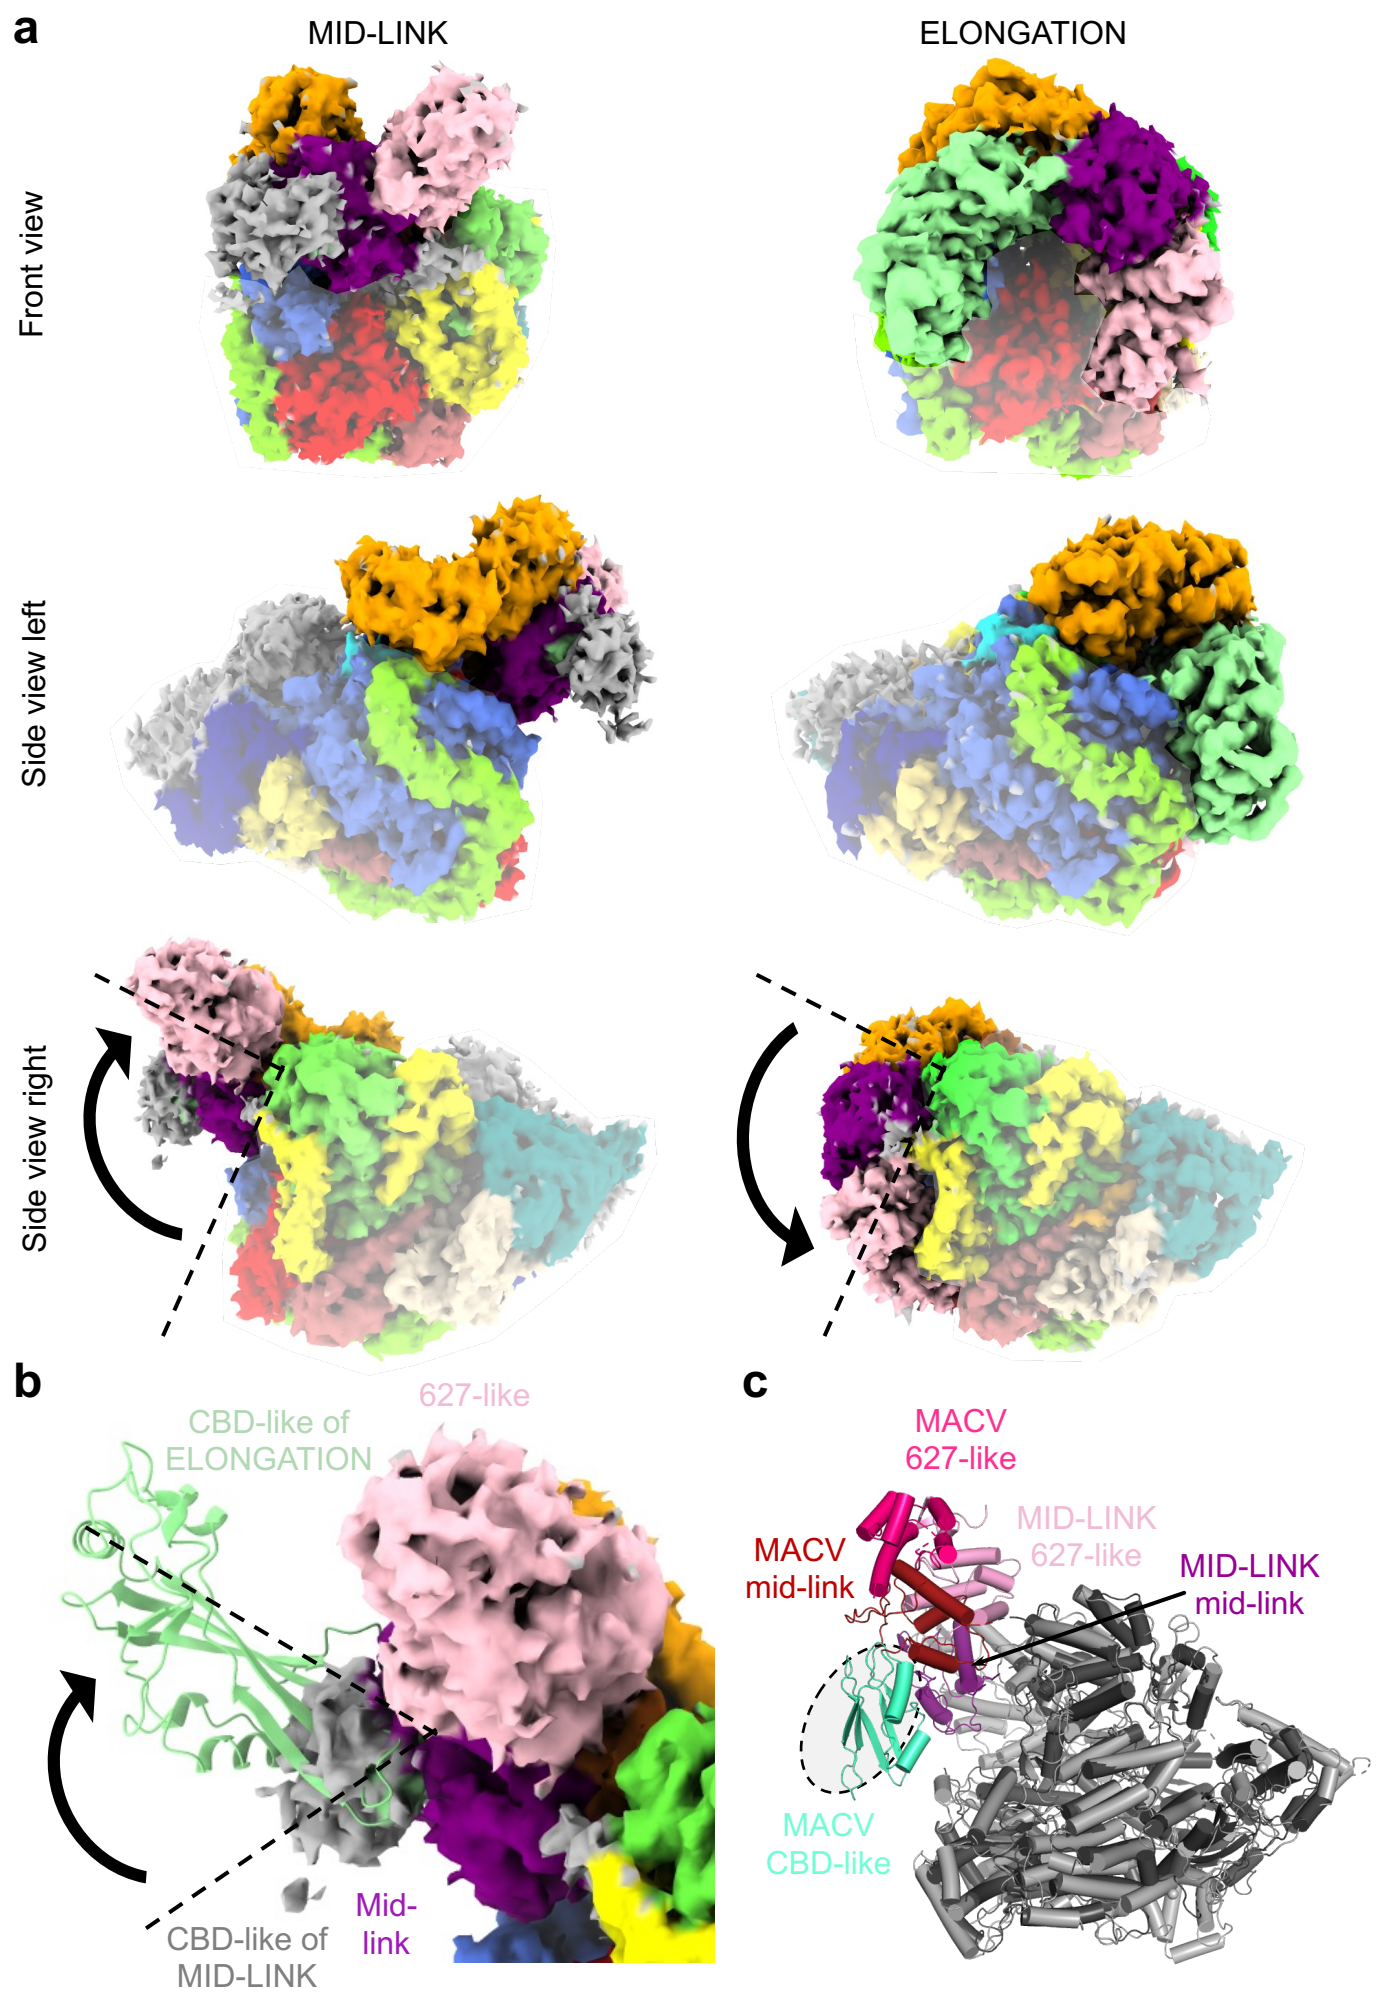 a
MID-LINK
ELONGATION
Front view
Side view left
Side view right
b
627-like
CBD-like of
ELONGATION
Mid-
link
CBD-like of
MID-LINK
c
MACV
627-like
MID-LINK
627-like
MACV
mid-link
MID-LINK
mid-link
MACV
CBD-like